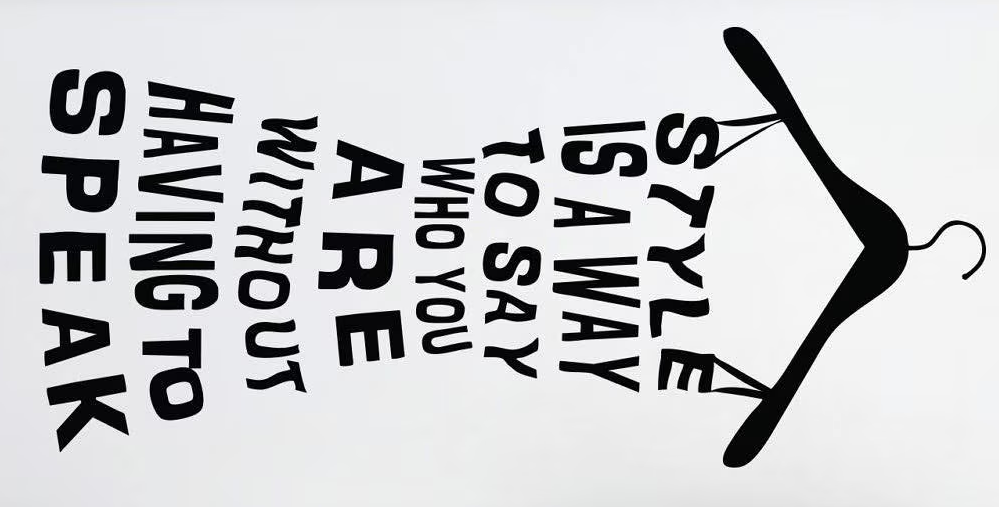 STYLE
IS A WAY
TO SAY
WHO YOU
ARE
WITHOUT
HAVING TO
SPEAK